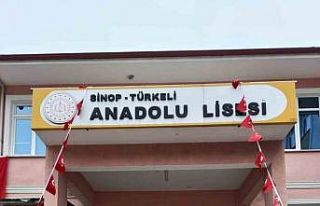 SİNOP - TÜRKELİ
ANADOLU LİSESİ